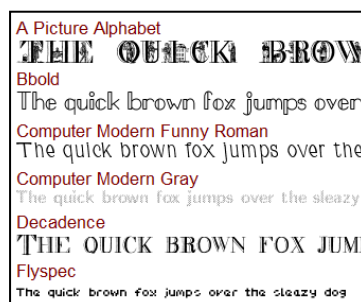 A Picture Alphabet
THE QUICK BROW
Bbold
The quick brown fox jumps over
Computer Modern Funny Roman
The quick brown fox jumps over the
Computer Modern Gray
The quick brown fox jumps over the sleazy
Decadence
THE QUICK BROWN FOX JUM
Flyspec
The quick brown fox jumps over the sleazy dog